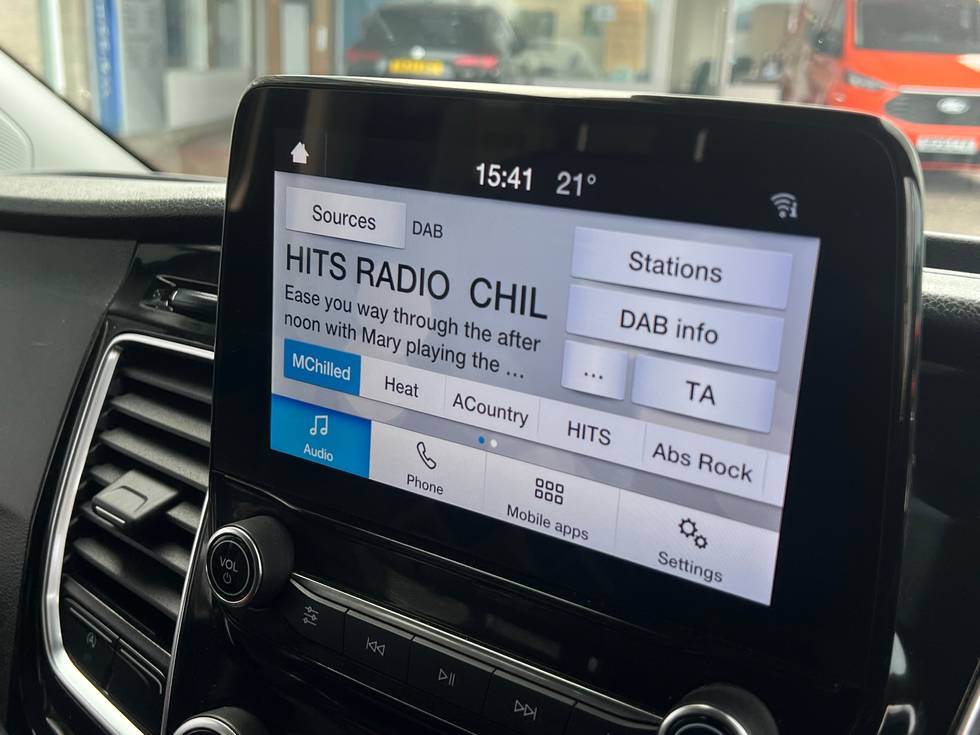 15:41 21°
Sources DAB
HITS RADIO CHIL
Ease you way through the after
noon with Mary playing the ...
Stations
DAB info
... TA
MChilled Heat ACountry HITS Abs Rock
Audio Phone Mobile apps Settings
VOL